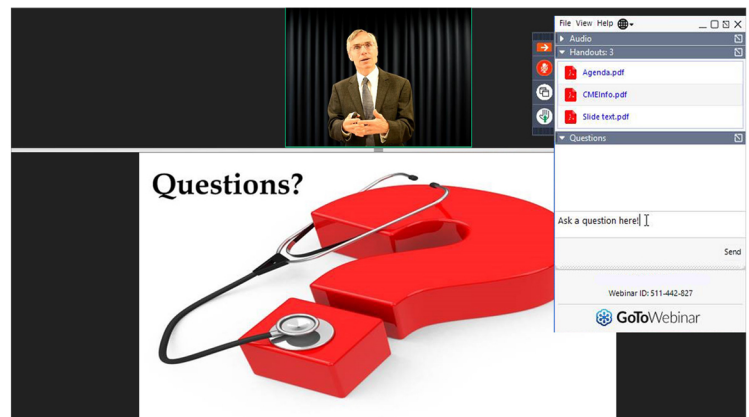 File View Help
Audio
Handouts: 3
Agenda.pdf
CMEInfo.pdf
Slide text.pdf
Questions
Ask a question here!
Send
Webinar ID: 511-442-827
GoToWebinar
Questions?